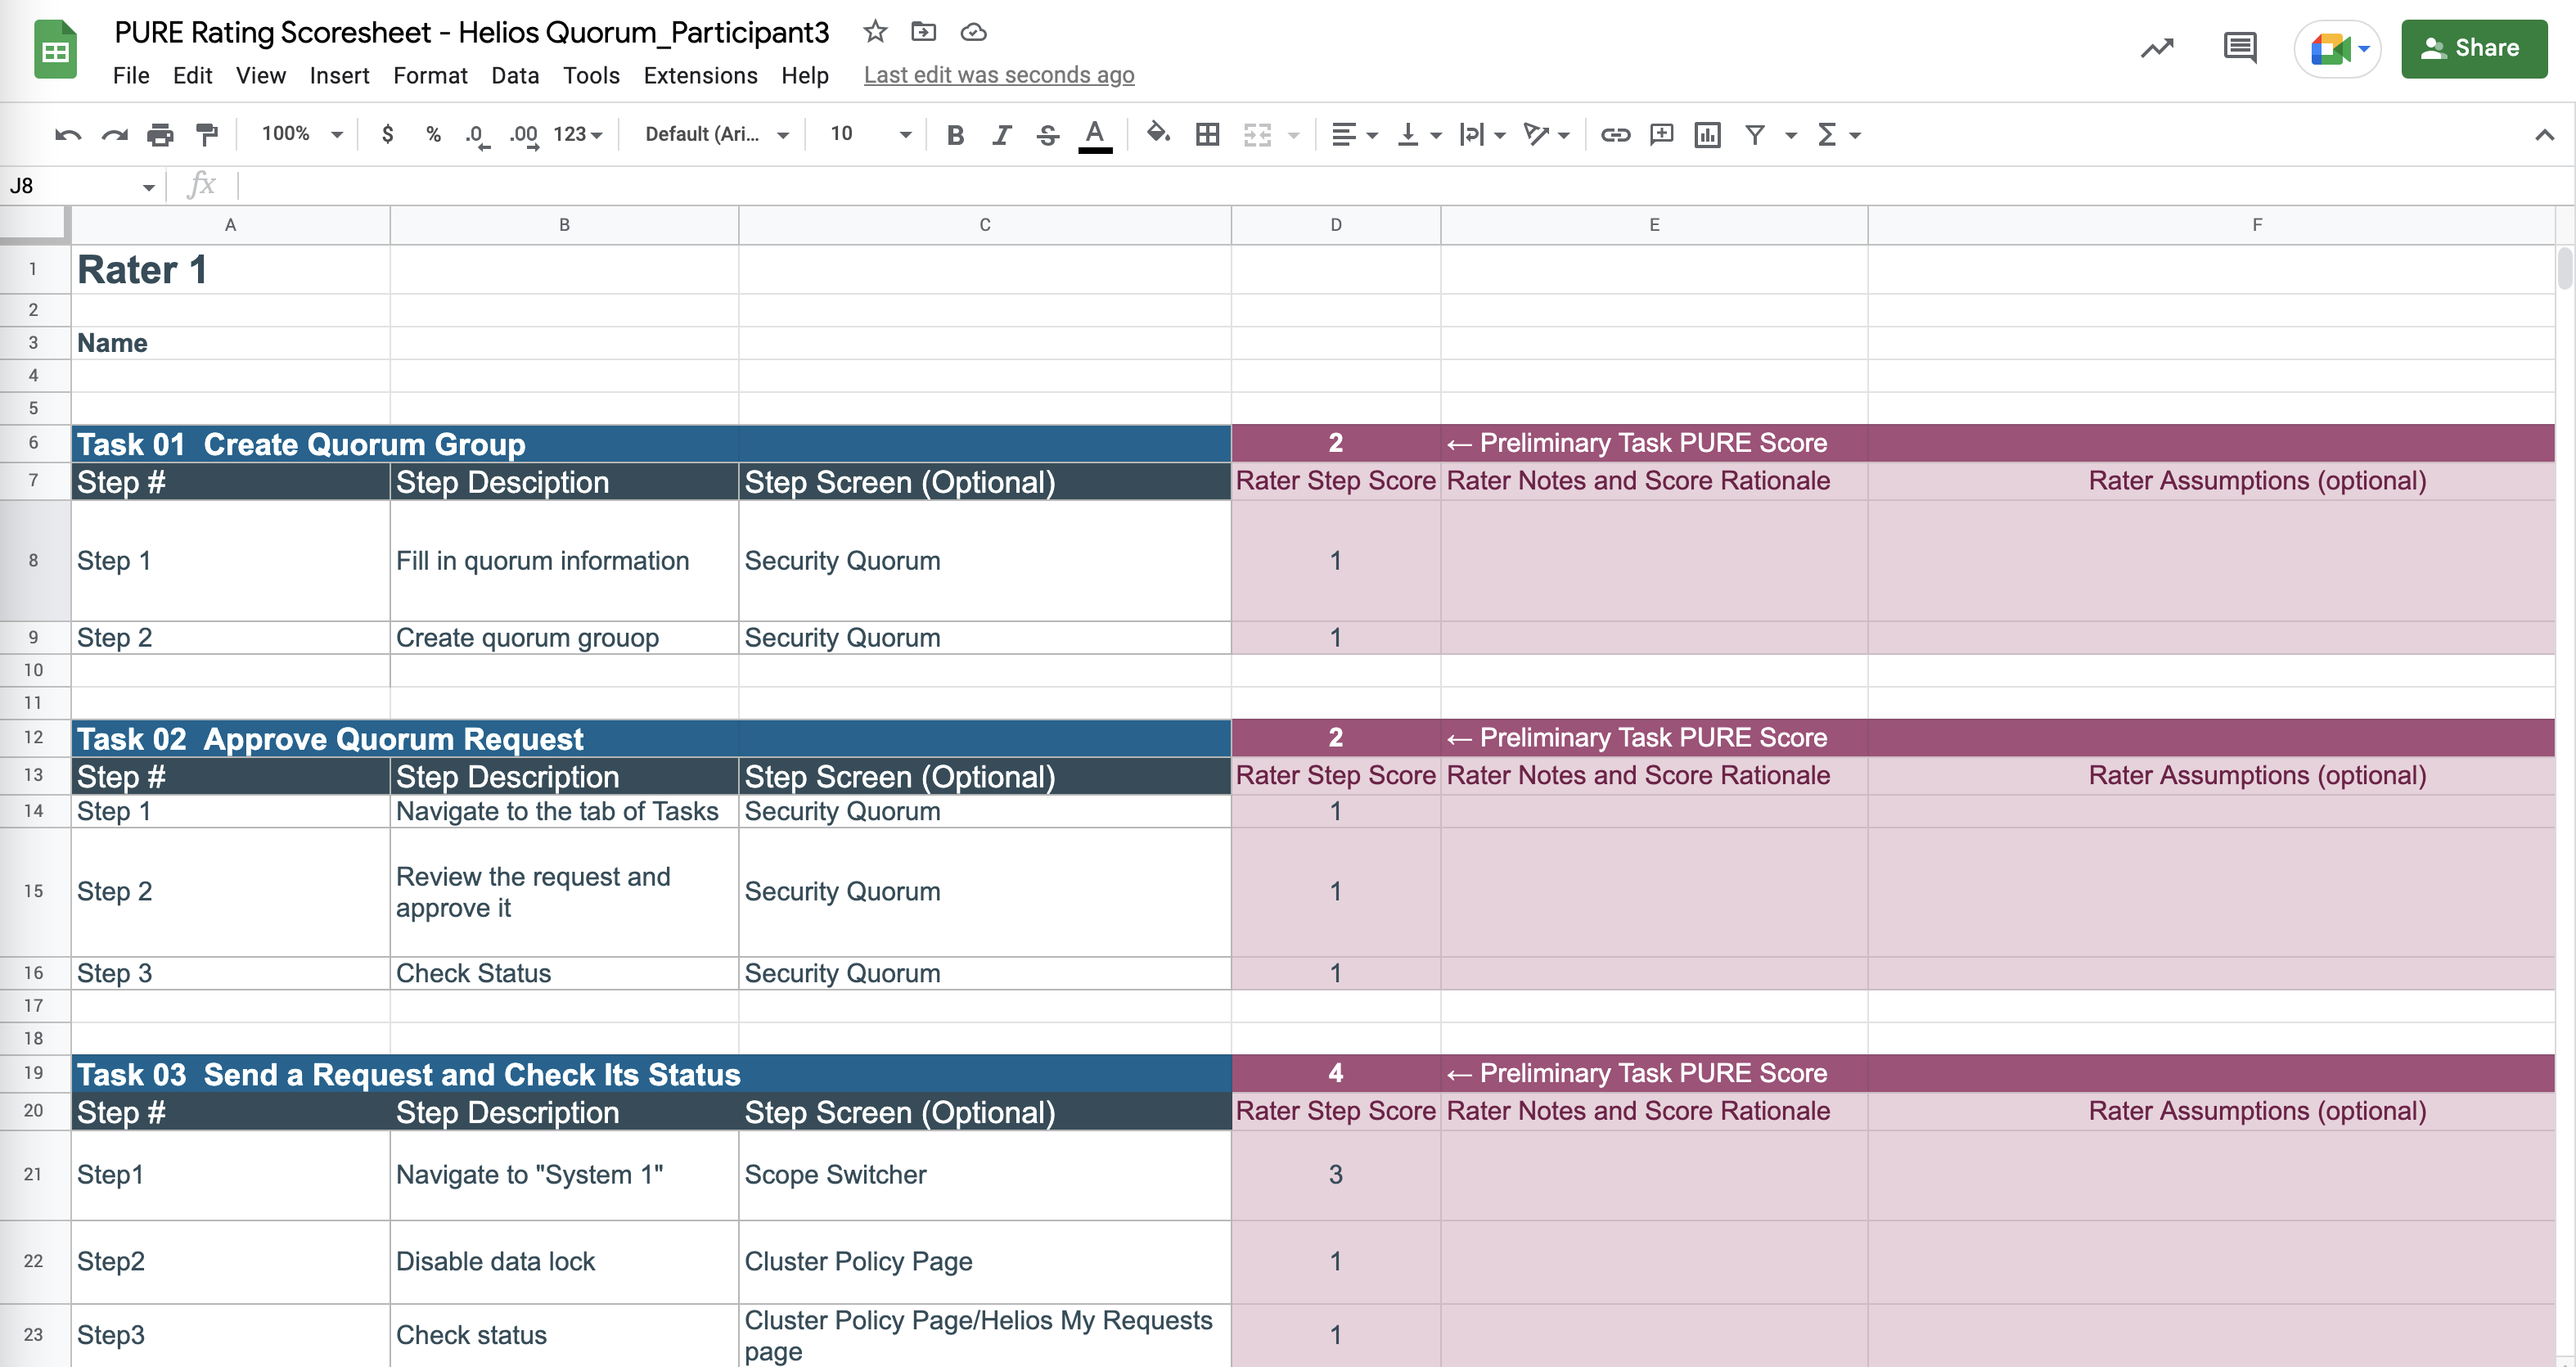 PURE Rating Scoresheet - Helios Quorum_Participant3
File Edit View Insert Format Data Tools Extensions Help Last edit was seconds ago
Share
100% $ % .0 .00 123 Default (Ari... 10 B I S A
J8 fx
A B C D E F
1 Rater 1
2
3 Name
4
5
6 Task 01 Create Quorum Group 2 ← Preliminary Task PURE Score
7 Step # Step Desciption Step Screen (Optional) Rater Step Score Rater Notes and Score Rationale Rater Assumptions (optional)
8 Step 1 Fill in quorum information Security Quorum 1
9 Step 2 Create quorum grouop Security Quorum 1
10
11
12 Task 02 Approve Quorum Request 2 ← Preliminary Task PURE Score
13 Step # Step Description Step Screen (Optional) Rater Step Score Rater Notes and Score Rationale Rater Assumptions (optional)
14 Step 1 Navigate to the tab of Tasks Security Quorum 1
15 Step 2 Review the request and
approve it Security Quorum 1
16 Step 3 Check Status Security Quorum 1
17
18
19 Task 03 Send a Request and Check Its Status 4 ← Preliminary Task PURE Score
20 Step # Step Description Step Screen (Optional) Rater Step Score Rater Notes and Score Rationale Rater Assumptions (optional)
21 Step1 Navigate to "System 1" Scope Switcher 3
22 Step2 Disable data lock Cluster Policy Page 1
23 Step3 Check status Cluster Policy Page/Helios My Requests
page 1